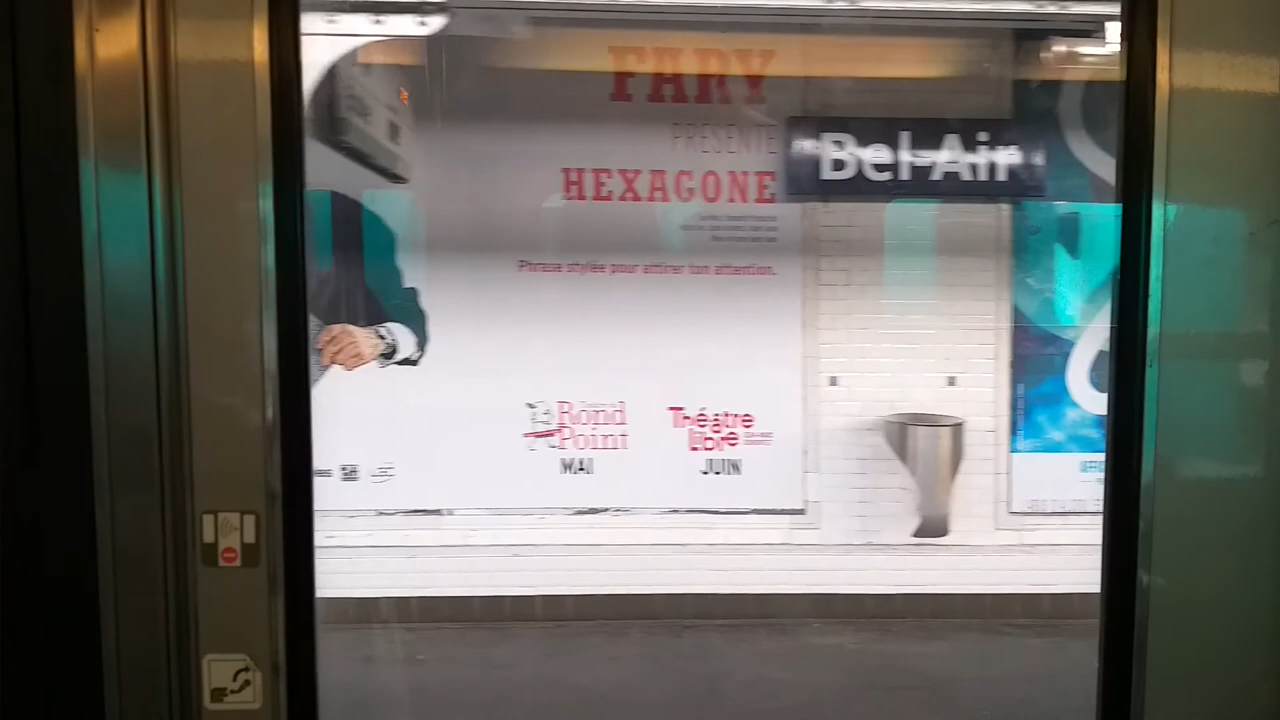 FARY
PRÉSENTE
HEXAGONE
Bel-Air
Phrase stylée pour attirer ton attention.
Rond
Point
MAI
Théâtre
Libre
JUIN